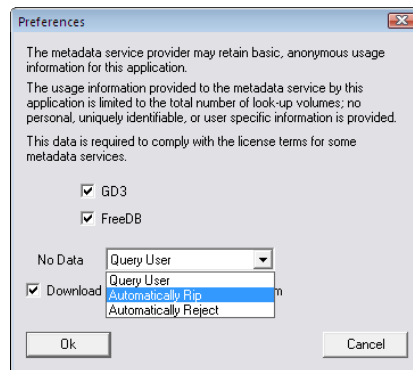 Preferences
The metadata service provider may retain basic, anonymous usage
information for this application.
The usage information provided to the metadata service by this
application is limited to the total number of look-up volumes; no
personal, uniquely identifiable, or user specific information is provided.
This data is required to comply with the license terms for some
metadata services.
GD3
FreeDB
No Data Query User
Query User
Download Automatically Rip
Automatically Reject
Ok Cancel